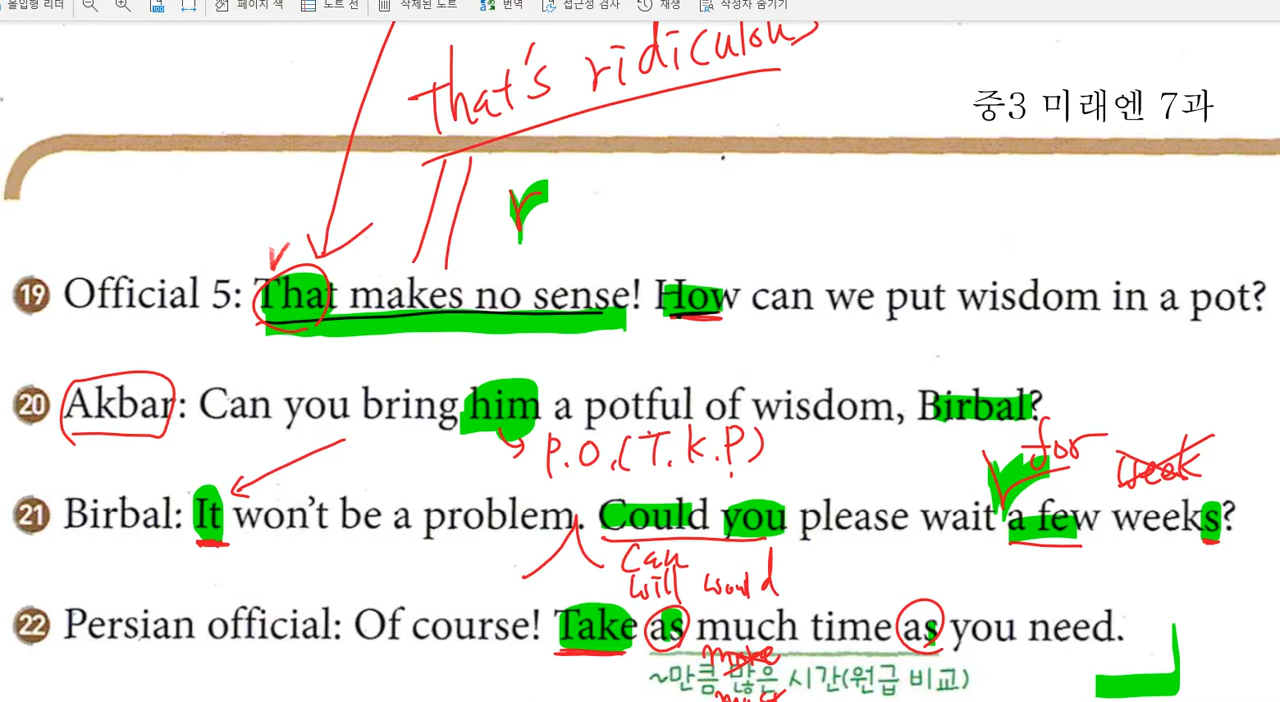 몰입형 리더 페이지 색 노트 선 삭제된 노트 번역 접근성 검사 재생 작성자 숨기기
That's ridiculous
중3 미래엔 7과
19 Official 5: That makes no sense! How can we put wisdom in a pot?
20 Akbar: Can you bring him a potful of wisdom, Birbal?
P.O.(T.K.P) for week
21 Birbal: It won't be a problem. Could you please wait a few weeks?
Can
will would
22 Persian official: Of course! Take as much time as you need.
more
~만큼 많은 시간(원급 비교)